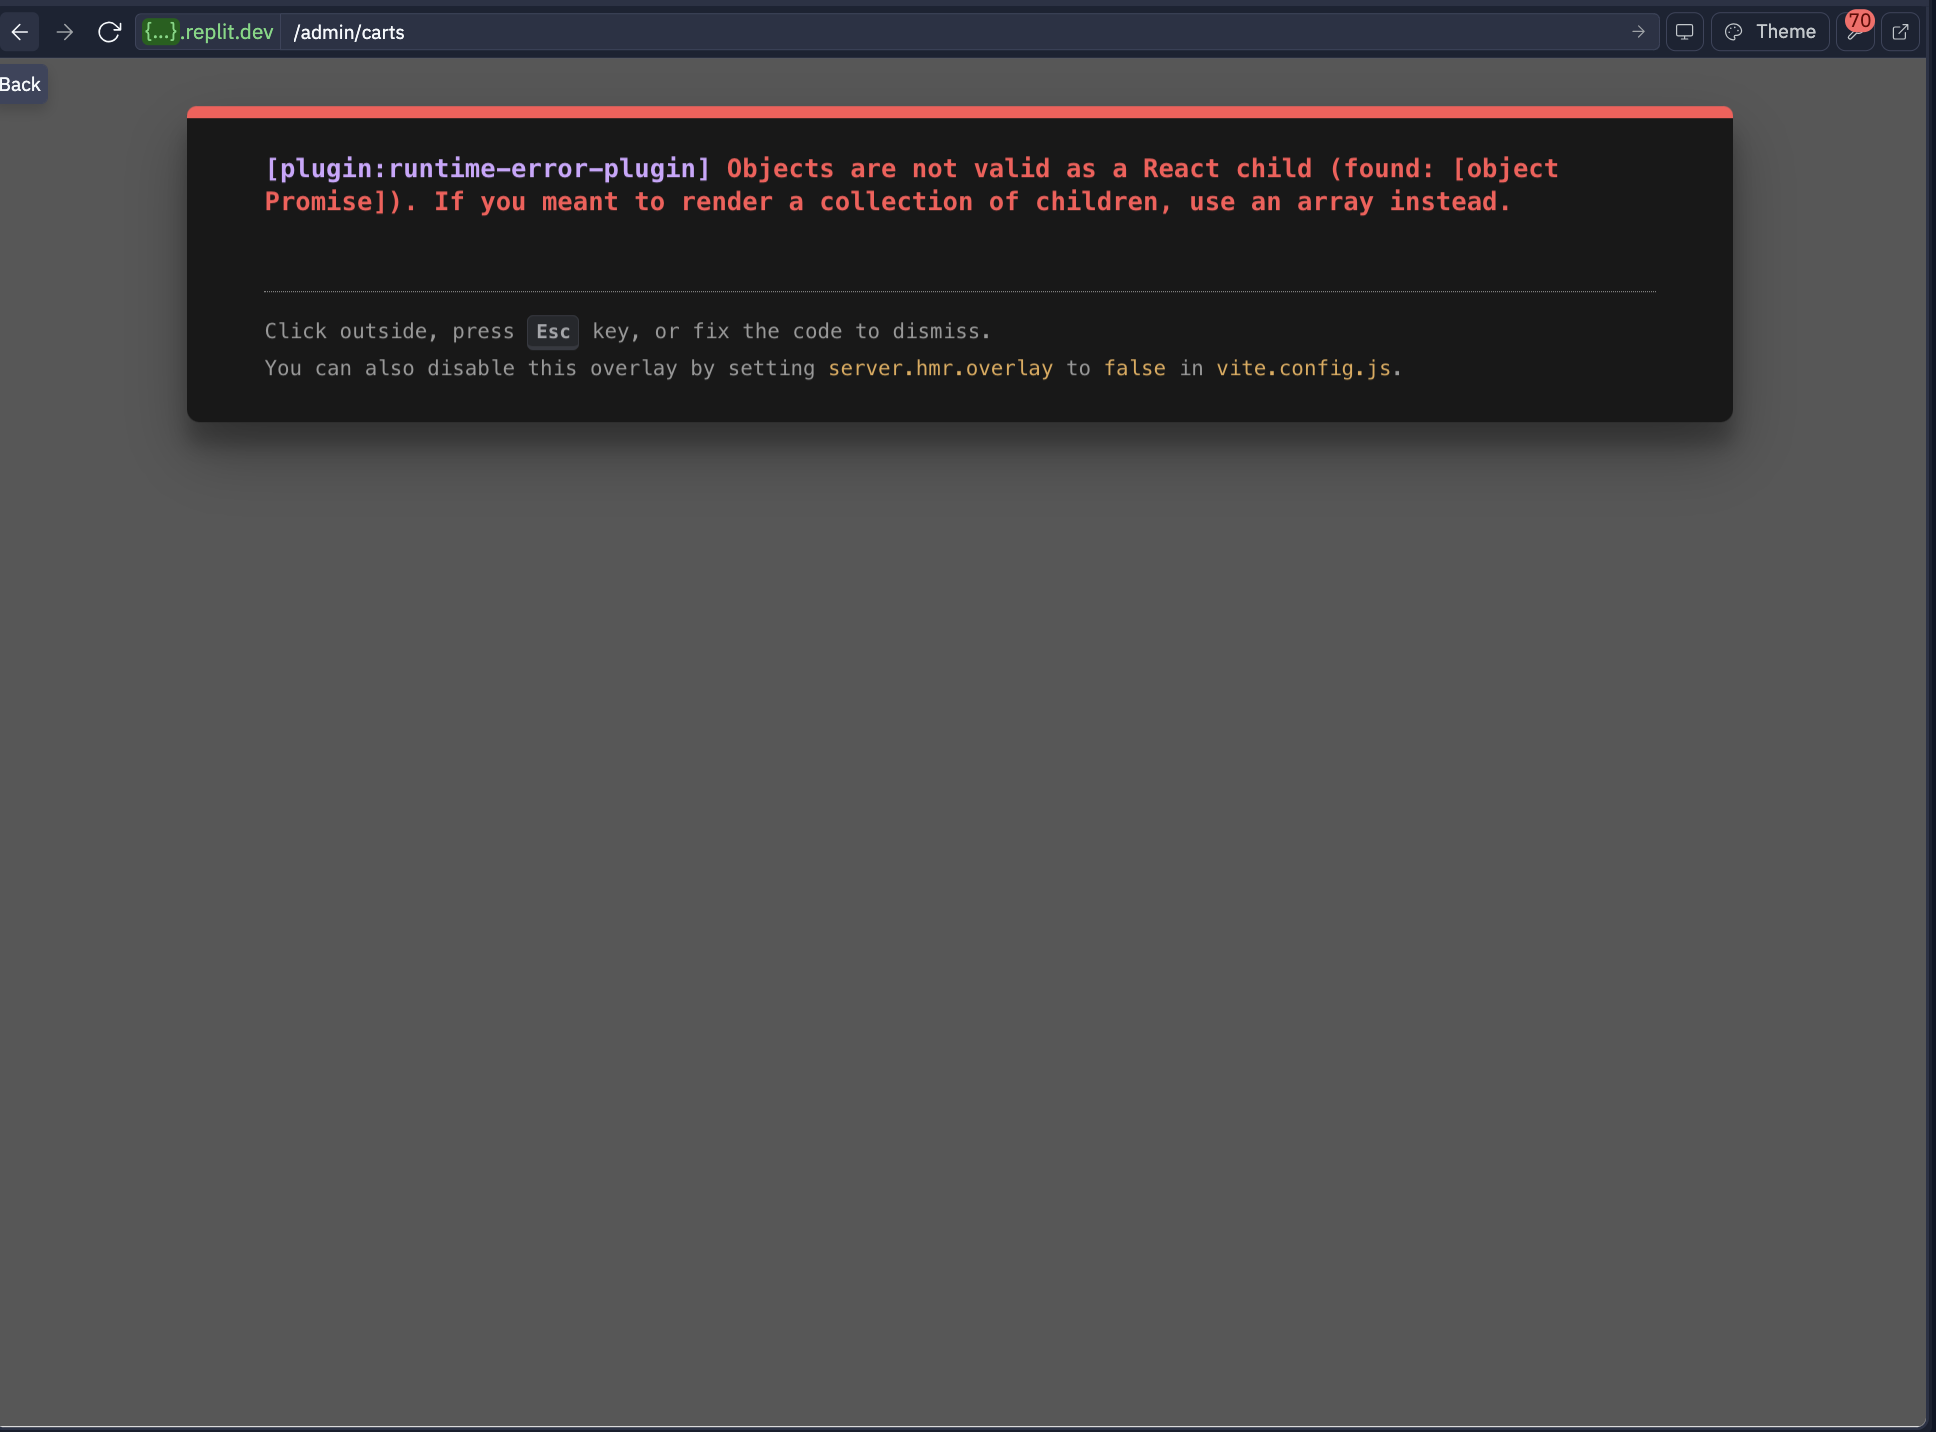 {...}.replit.dev /admin/carts Theme 70
Back
[plugin:runtime-error-plugin] Objects are not valid as a React child (found: [object
Promise]). If you meant to render a collection of children, use an array instead.
Click outside, press Esc key, or fix the code to dismiss.
You can also disable this overlay by setting server.hmr.overlay to false in vite.config.js.